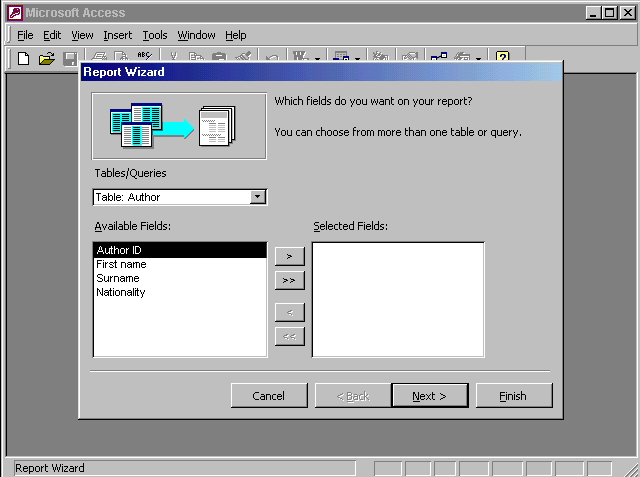 Microsoft Access
File Edit View Insert Tools Window Help
ABC
Report Wizard
Which fields do you want on your report?
You can choose from more than one table or query.
Tables/Queries
Table: Author
Available Fields:
Selected Fields:
Author ID
First name
Surname
Nationality
>
>>
<
<<
Cancel
< Back
Next >
Finish
Report Wizard